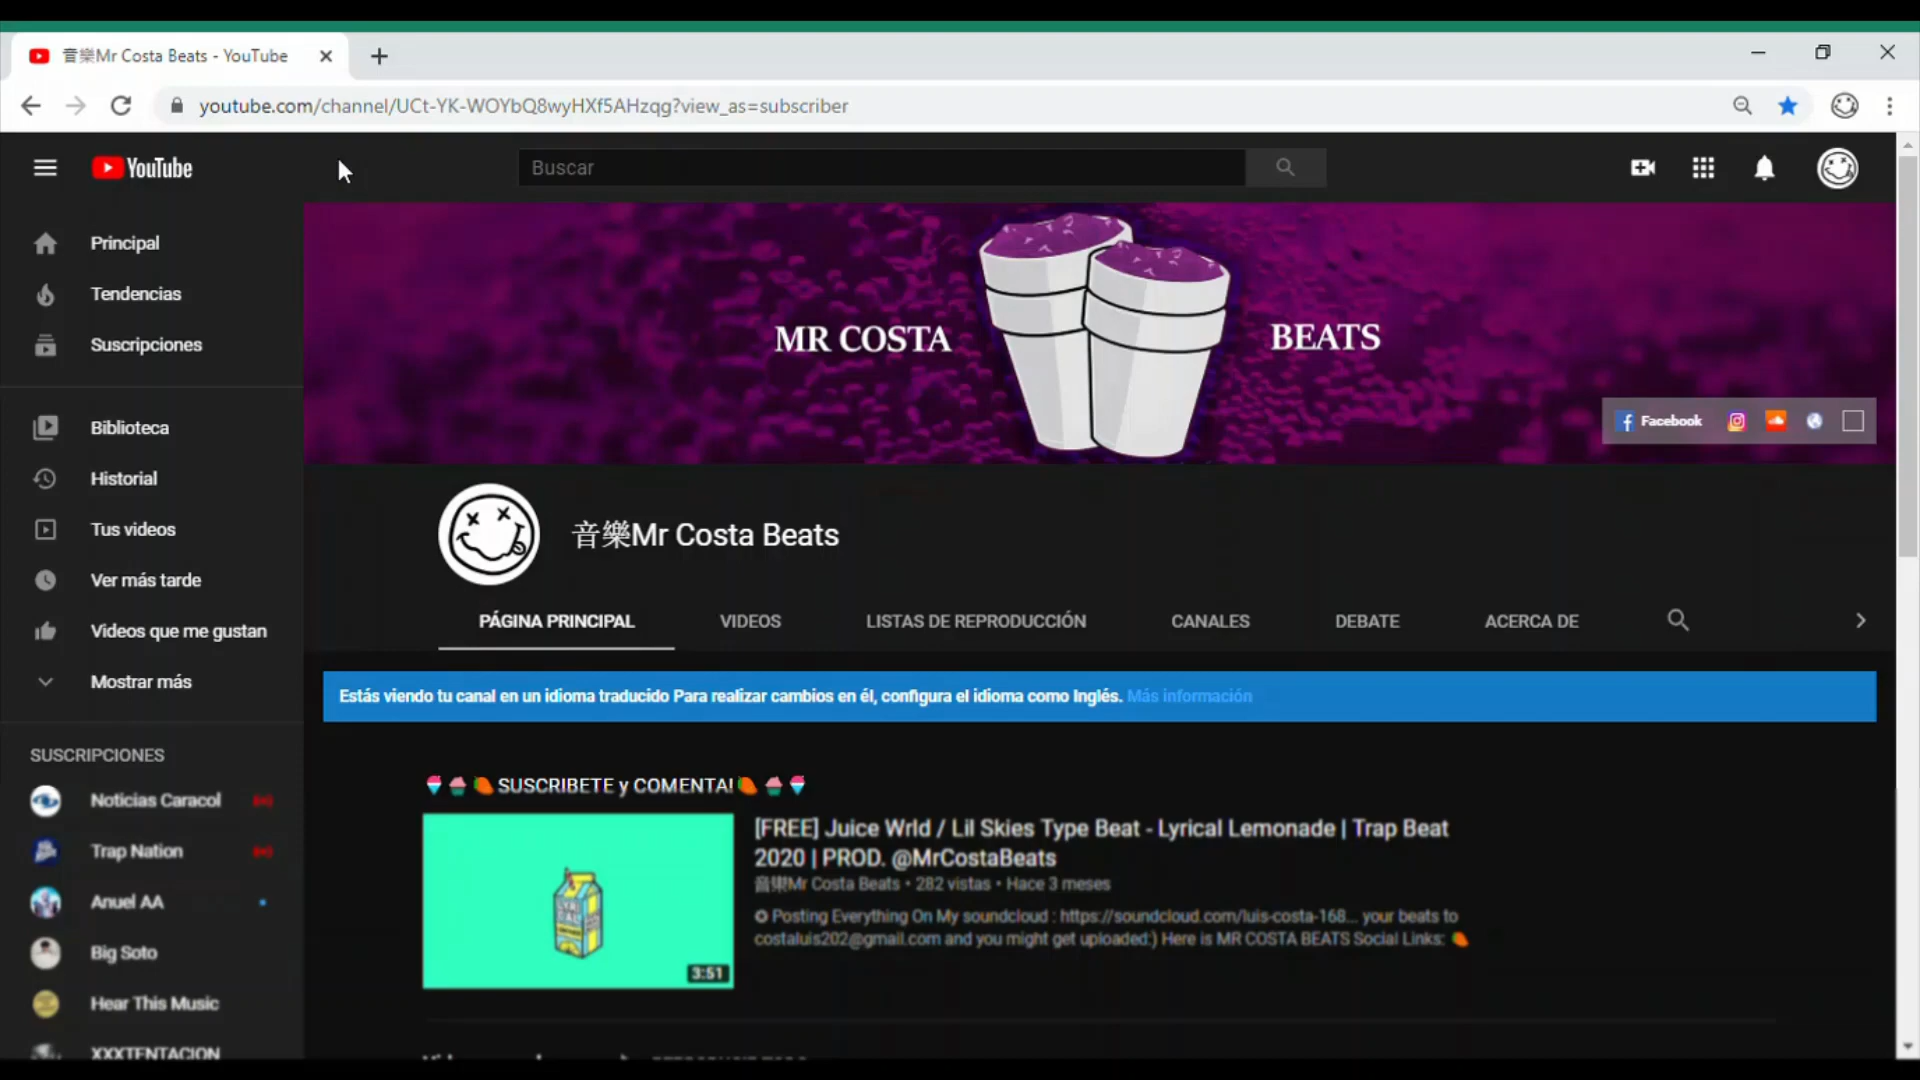 音樂Mr Costa Beats - YouTube
youtube.com/channel/UCt-YK-WOYbQ8wyHXf5AHzqg?view_as=subscriber
YouTube
Buscar
Principal
Tendencias
Suscripciones
Biblioteca
Historial
Tus videos
Ver más tarde
Videos que me gustan
Mostrar más
SUSCRIPCIONES
Noticias Caracol
Trap Nation
Anuel AA
Big Soto
Hear This Music
XXXTENTACION
MR COSTA BEATS
Facebook
音樂Mr Costa Beats
PÁGINA PRINCIPAL VIDEOS LISTAS DE REPRODUCCIÓN CANALES DEBATE ACERCA DE
Estás viendo tu canal en un idioma traducido Para realizar cambios en él, configura el idioma como Inglés. Más información
SUSCRIBETE y COMENTA!
[FREE] Juice Wrld / Lil Skies Type Beat - Lyrical Lemonade | Trap Beat
2020 | PROD. @MrCostaBeats
音樂Mr Costa Beats • 282 vistas • Hace 3 meses
✪ Posting Everything On My soundcloud : https://soundcloud.com/luis-costa-168... your beats to
costaluis202@gmail.com and you might get uploaded:) Here is MR COSTA BEATS Social Links:
3:51